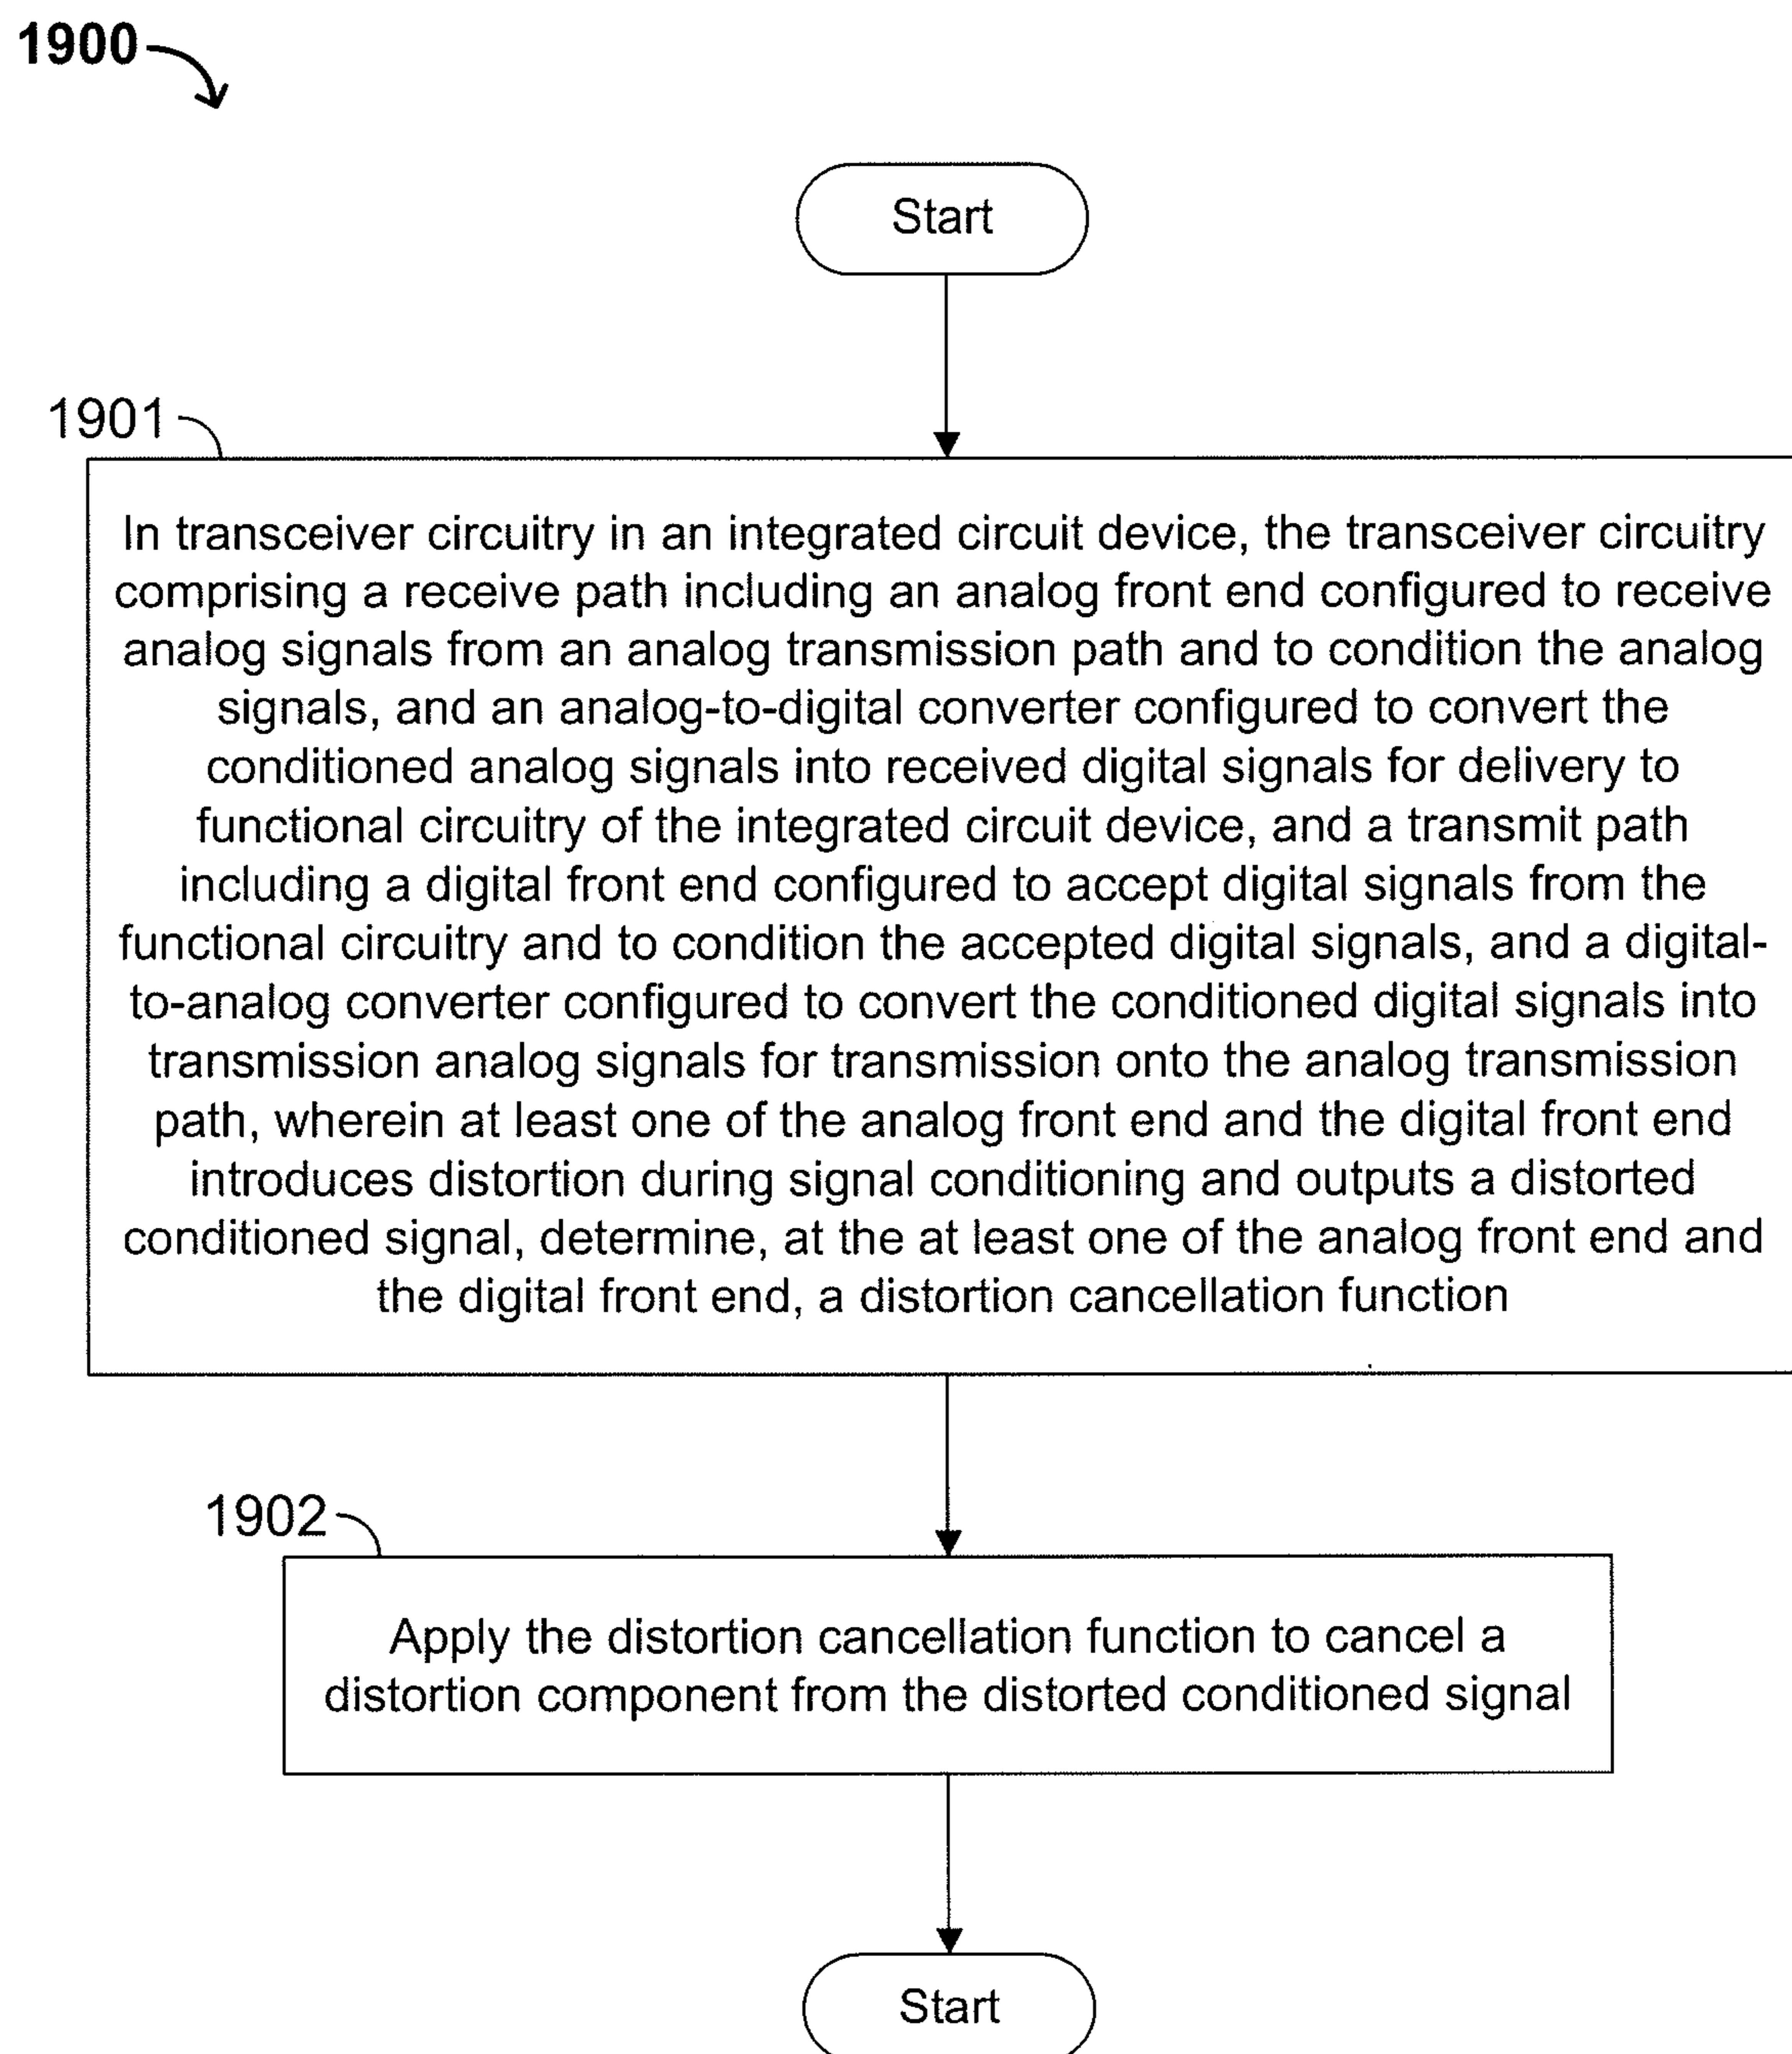 1900
Start
1901
In transceiver circuitry in an integrated circuit device, the transceiver circuitry
comprising a receive path including an analog front end configured to receive
analog signals from an analog transmission path and to condition the analog
signals, and an analog-to-digital converter configured to convert the
conditioned analog signals into received digital signals for delivery to
functional circuitry of the integrated circuit device, and a transmit path
including a digital front end configured to accept digital signals from the
functional circuitry and to condition the accepted digital signals, and a digital-
to-analog converter configured to convert the conditioned digital signals into
transmission analog signals for transmission onto the analog transmission
path, wherein at least one of the analog front end and the digital front end
introduces distortion during signal conditioning and outputs a distorted
conditioned signal, determine, at the at least one of the analog front end and
the digital front end, a distortion cancellation function
1902
Apply the distortion cancellation function to cancel a
distortion component from the distorted conditioned signal
Start